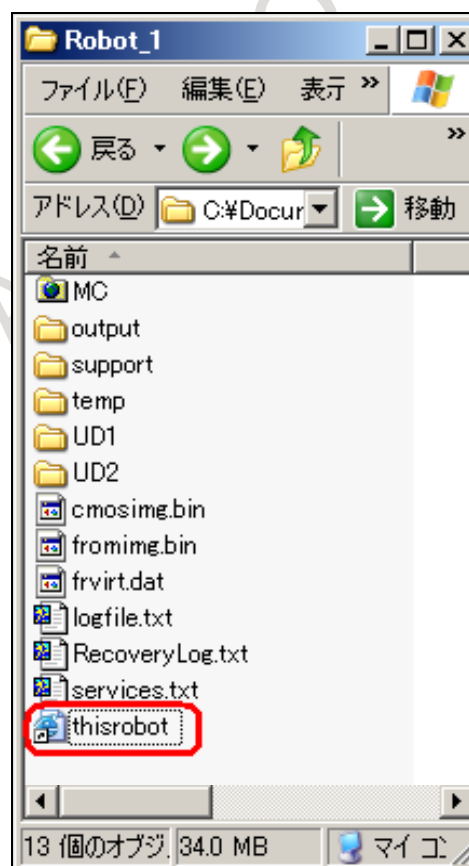 Robot_1
ファイル(F) 編集(E) 表示 »
戻る »
アドレス(D) C:¥Docur 移動
名前
MC
output
support
temp
UD1
UD2
cmosimg.bin
fromimg.bin
frvirt.dat
logfile.txt
RecoveryLog.txt
services.txt
thisrobot
13 個のオブジ 34.0 MB マイ コ